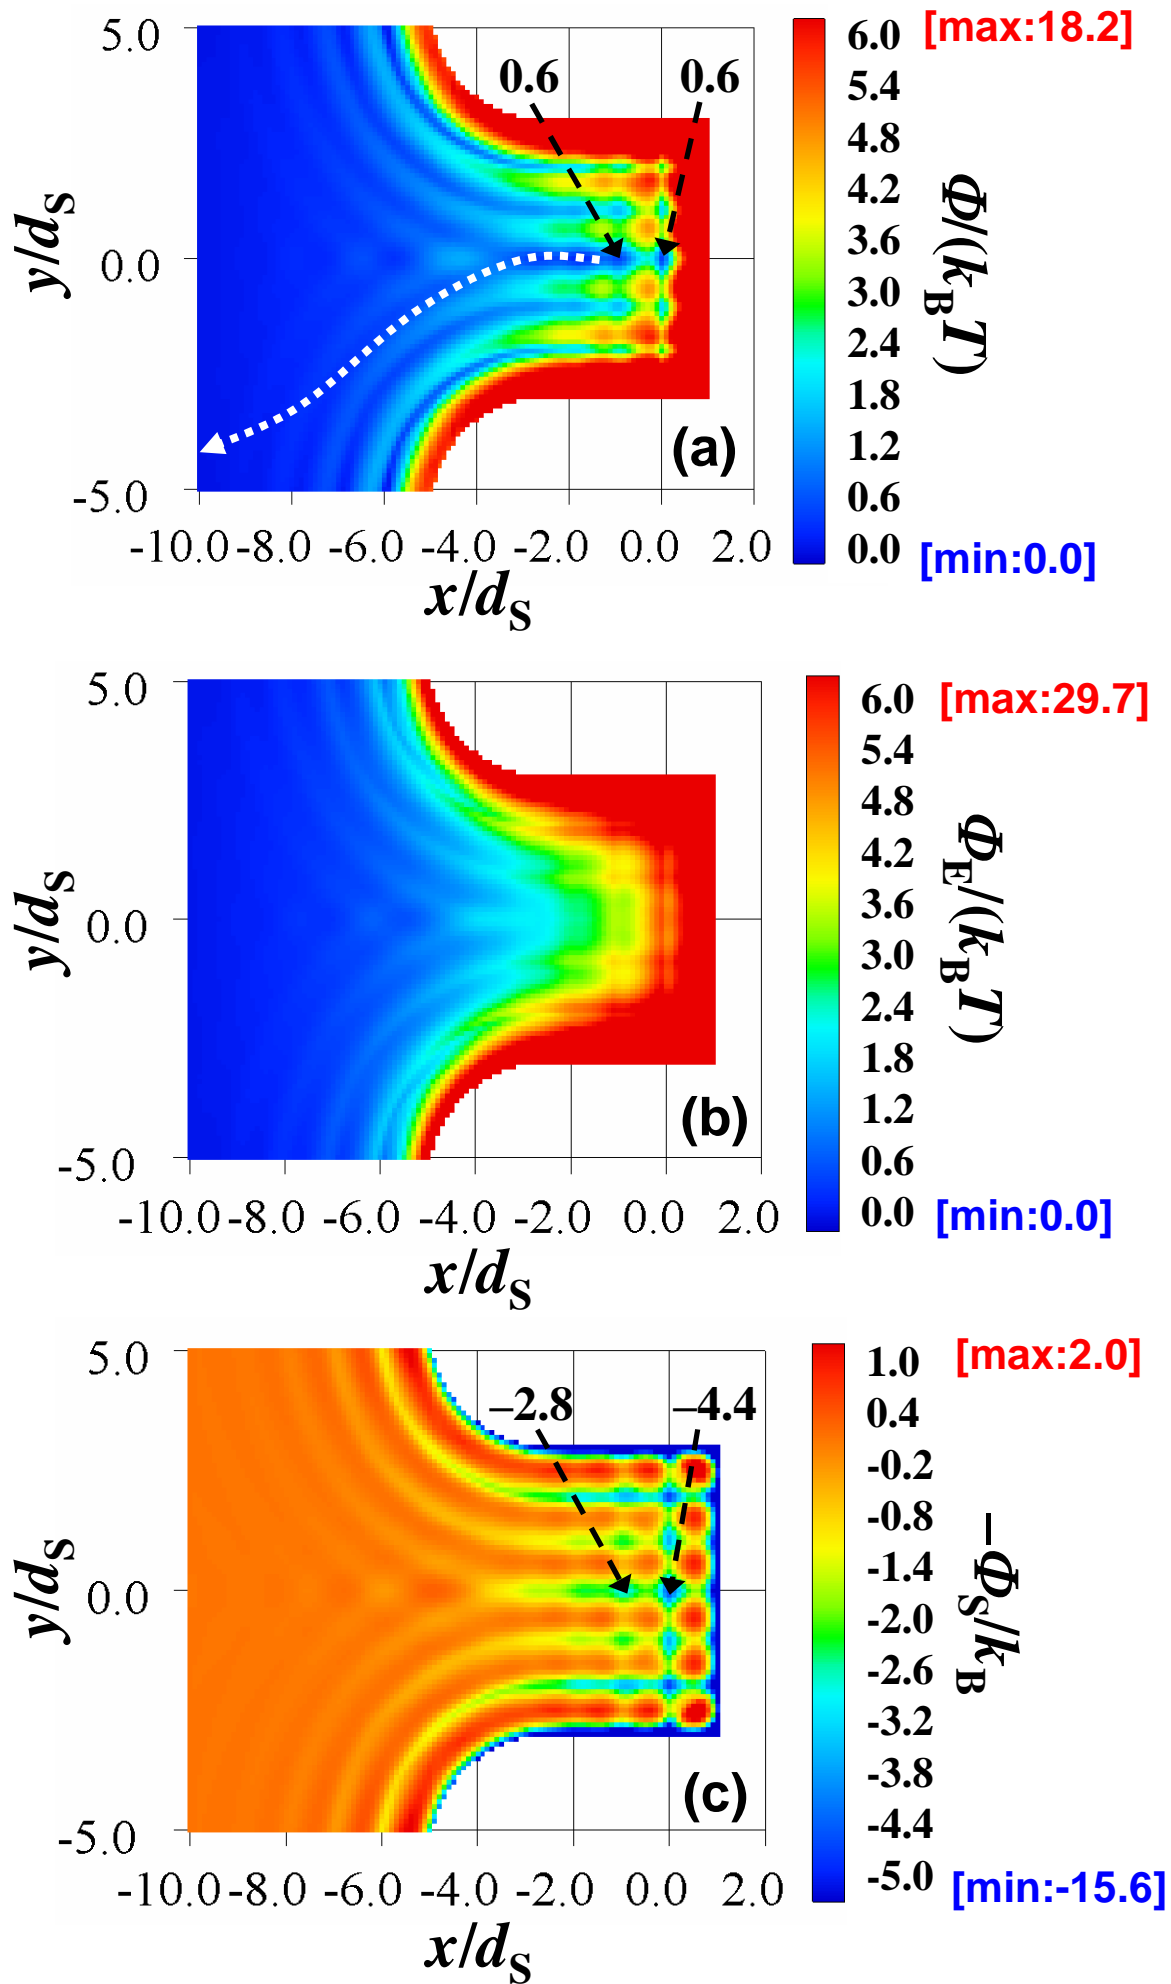 5.0
0.0
-5.0
y/dS
0.6
0.6
(a)
-10.0 -8.0 -6.0 -4.0 -2.0 0.0 2.0
x/dS
6.0
5.4
4.8
4.2
3.6
3.0
2.4
1.8
1.2
0.6
0.0
[max:18.2]
[min:0.0]
Φ/(kBT)
5.0
0.0
-5.0
y/dS
(b)
-10.0 -8.0 -6.0 -4.0 -2.0 0.0 2.0
x/dS
6.0
5.4
4.8
4.2
3.6
3.0
2.4
1.8
1.2
0.6
0.0
[max:29.7]
[min:0.0]
ΦE/(kBT)
5.0
0.0
-5.0
y/dS
–2.8
–4.4
(c)
-10.0 -8.0 -6.0 -4.0 -2.0 0.0 2.0
x/dS
1.0
0.4
-0.2
-0.8
-1.4
-2.0
-2.6
-3.2
-3.8
-4.4
-5.0
[max:2.0]
[min:-15.6]
–ΦS/kB